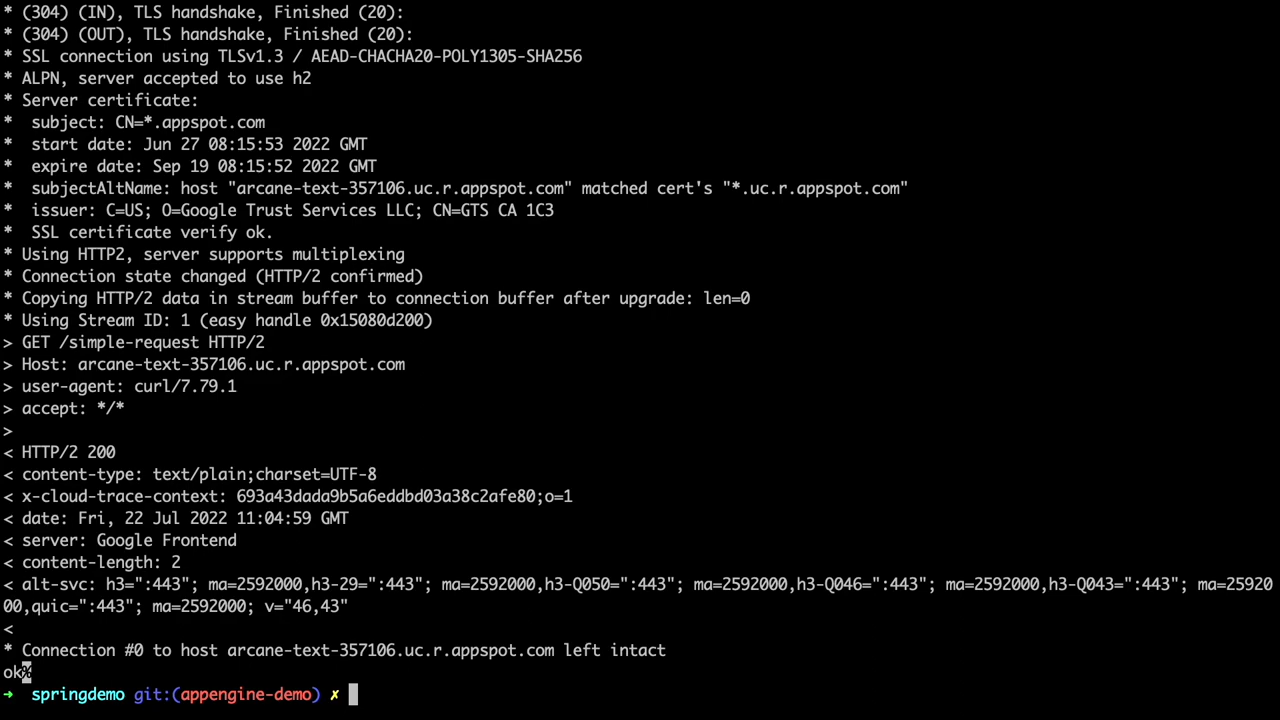 * (304) (IN), TLS handshake, Finished (20):
* (304) (OUT), TLS handshake, Finished (20):
* SSL connection using TLSv1.3 / AEAD-CHACHA20-POLY1305-SHA256
* ALPN, server accepted to use h2
* Server certificate:
*  subject: CN=*.appspot.com
*  start date: Jun 27 08:15:53 2022 GMT
*  expire date: Sep 19 08:15:52 2022 GMT
*  subjectAltName: host "arcane-text-357106.uc.r.appspot.com" matched cert's "*.uc.r.appspot.com"
*  issuer: C=US; O=Google Trust Services LLC; CN=GTS CA 1C3
*  SSL certificate verify ok.
* Using HTTP2, server supports multiplexing
* Connection state changed (HTTP/2 confirmed)
* Copying HTTP/2 data in stream buffer to connection buffer after upgrade: len=0
* Using Stream ID: 1 (easy handle 0x15080d200)
> GET /simple-request HTTP/2
> Host: arcane-text-357106.uc.r.appspot.com
> user-agent: curl/7.79.1
> accept: */*
>
< HTTP/2 200
< content-type: text/plain;charset=UTF-8
< x-cloud-trace-context: 693a43dada9b5a6eddbd03a38c2afe80;o=1
< date: Fri, 22 Jul 2022 11:04:59 GMT
< server: Google Frontend
< content-length: 2
< alt-svc: h3=":443"; ma=2592000,h3-29=":443"; ma=2592000,h3-Q050=":443"; ma=2592000,h3-Q046=":443"; ma=2592000,h3-Q043=":443"; ma=25920
00,quic=":443"; ma=2592000; v="46,43"
<
* Connection #0 to host arcane-text-357106.uc.r.appspot.com left intact
ok%
➜  springdemo git:(appengine-demo) ✗